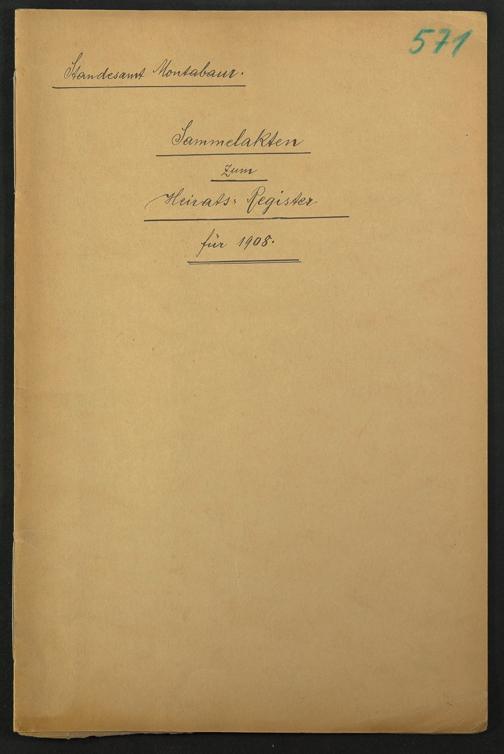 571
Standesamt Montabaur.
Sammelakten
zum
Heirats-Register
für 1908.